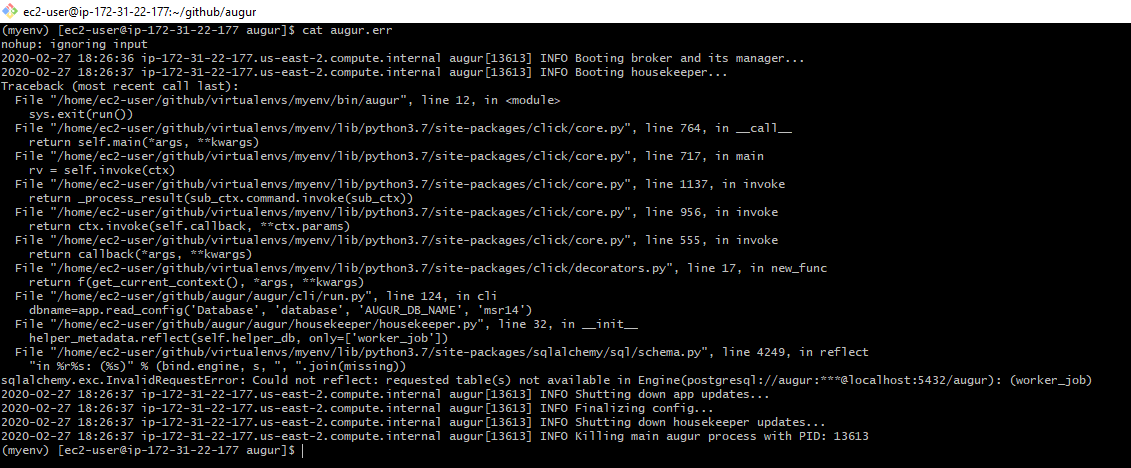 ec2-user@ip-172-31-22-177:~/github/augur
(myenv) [ec2-user@ip-172-31-22-177 augur]$ cat augur.err
nohup: ignoring input
2020-02-27 18:26:36 ip-172-31-22-177.us-east-2.compute.internal augur[13613] INFO Booting broker and its manager...
2020-02-27 18:26:37 ip-172-31-22-177.us-east-2.compute.internal augur[13613] INFO Booting housekeeper...
Traceback (most recent call last):
  File "/home/ec2-user/github/virtualenvs/myenv/bin/augur", line 12, in <module>
    sys.exit(run())
  File "/home/ec2-user/github/virtualenvs/myenv/lib/python3.7/site-packages/click/core.py", line 764, in __call__
    return self.main(*args, **kwargs)
  File "/home/ec2-user/github/virtualenvs/myenv/lib/python3.7/site-packages/click/core.py", line 717, in main
    rv = self.invoke(ctx)
  File "/home/ec2-user/github/virtualenvs/myenv/lib/python3.7/site-packages/click/core.py", line 1137, in invoke
    return _process_result(sub_ctx.command.invoke(sub_ctx))
  File "/home/ec2-user/github/virtualenvs/myenv/lib/python3.7/site-packages/click/core.py", line 956, in invoke
    return ctx.invoke(self.callback, **ctx.params)
  File "/home/ec2-user/github/virtualenvs/myenv/lib/python3.7/site-packages/click/core.py", line 555, in invoke
    return callback(*args, **kwargs)
  File "/home/ec2-user/github/virtualenvs/myenv/lib/python3.7/site-packages/click/decorators.py", line 17, in new_func
    return f(get_current_context(), *args, **kwargs)
  File "/home/ec2-user/github/augur/augur/cli/run.py", line 124, in cli
    dbname=app.read_config('Database', 'database', 'AUGUR_DB_NAME', 'msr14')
  File "/home/ec2-user/github/augur/augur/housekeeper/housekeeper.py", line 32, in __init__
    helper_metadata.reflect(self.helper_db, only=['worker_job'])
  File "/home/ec2-user/github/virtualenvs/myenv/lib/python3.7/site-packages/sqlalchemy/sql/schema.py", line 4249, in reflect
    "in %r%s: (%s)" % (bind.engine, s, ", ".join(missing))
sqlalchemy.exc.InvalidRequestError: Could not reflect: requested table(s) not available in Engine(postgresql://augur:***@localhost:5432/augur): (worker_job)
2020-02-27 18:26:37 ip-172-31-22-177.us-east-2.compute.internal augur[13613] INFO Shutting down app updates...
2020-02-27 18:26:37 ip-172-31-22-177.us-east-2.compute.internal augur[13613] INFO Finalizing config...
2020-02-27 18:26:37 ip-172-31-22-177.us-east-2.compute.internal augur[13613] INFO Shutting down housekeeper updates...
2020-02-27 18:26:37 ip-172-31-22-177.us-east-2.compute.internal augur[13613] INFO Killing main augur process with PID: 13613
(myenv) [ec2-user@ip-172-31-22-177 augur]$